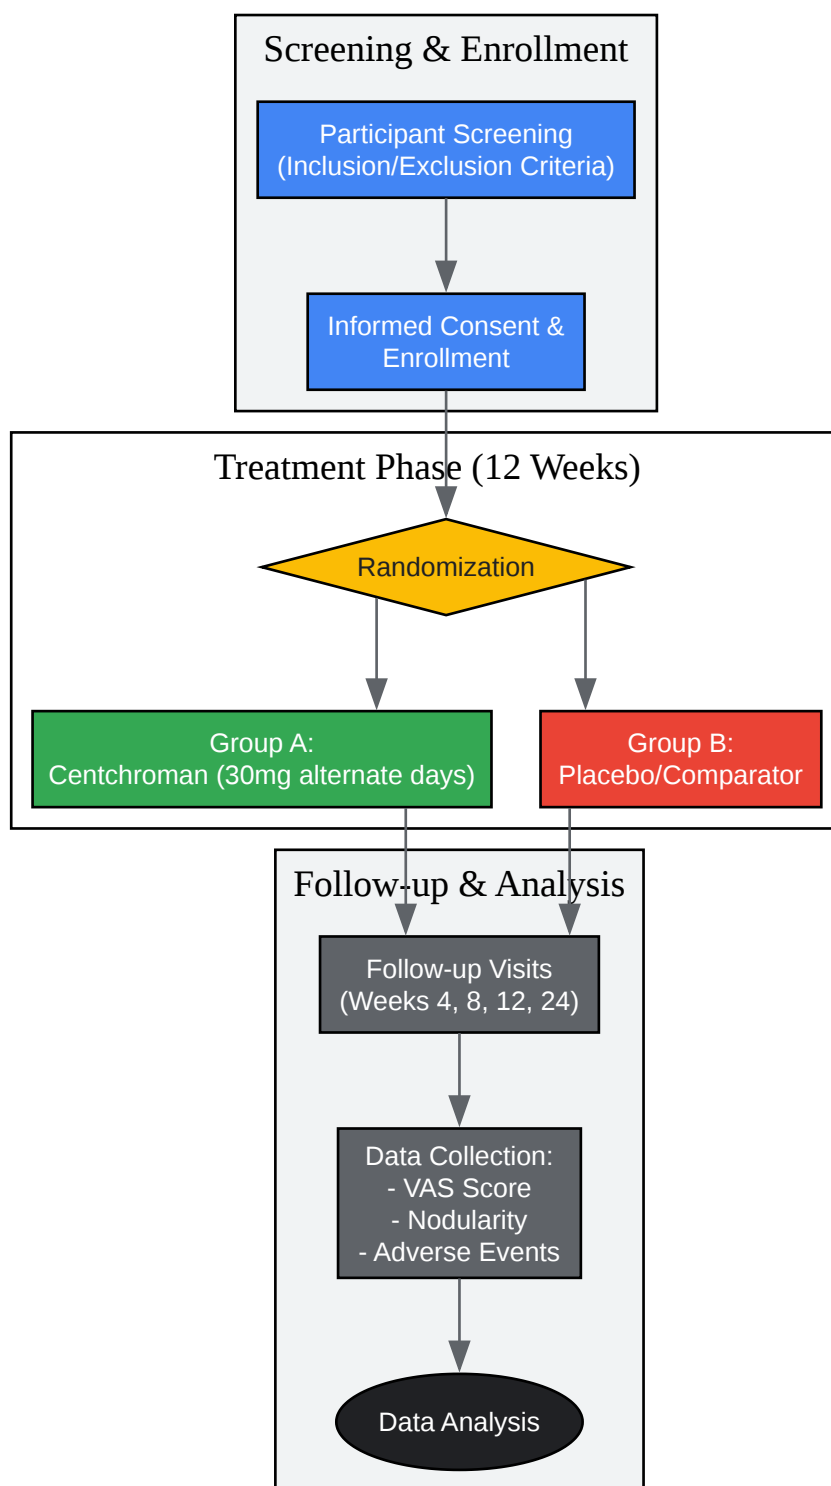 Screening & Enrollment
Participant Screening
(Inclusion/Exclusion Criteria)
Informed Consent &
Enrollment
Treatment Phase (12 Weeks)
Randomization
Group A:
Centchroman (30mg alternate days)
Group B:
Placebo/Comparator
Follow-up & Analysis
Follow-up Visits
(Weeks 4, 8, 12, 24)
Data Collection:
- VAS Score
- Nodularity
- Adverse Events
Data Analysis